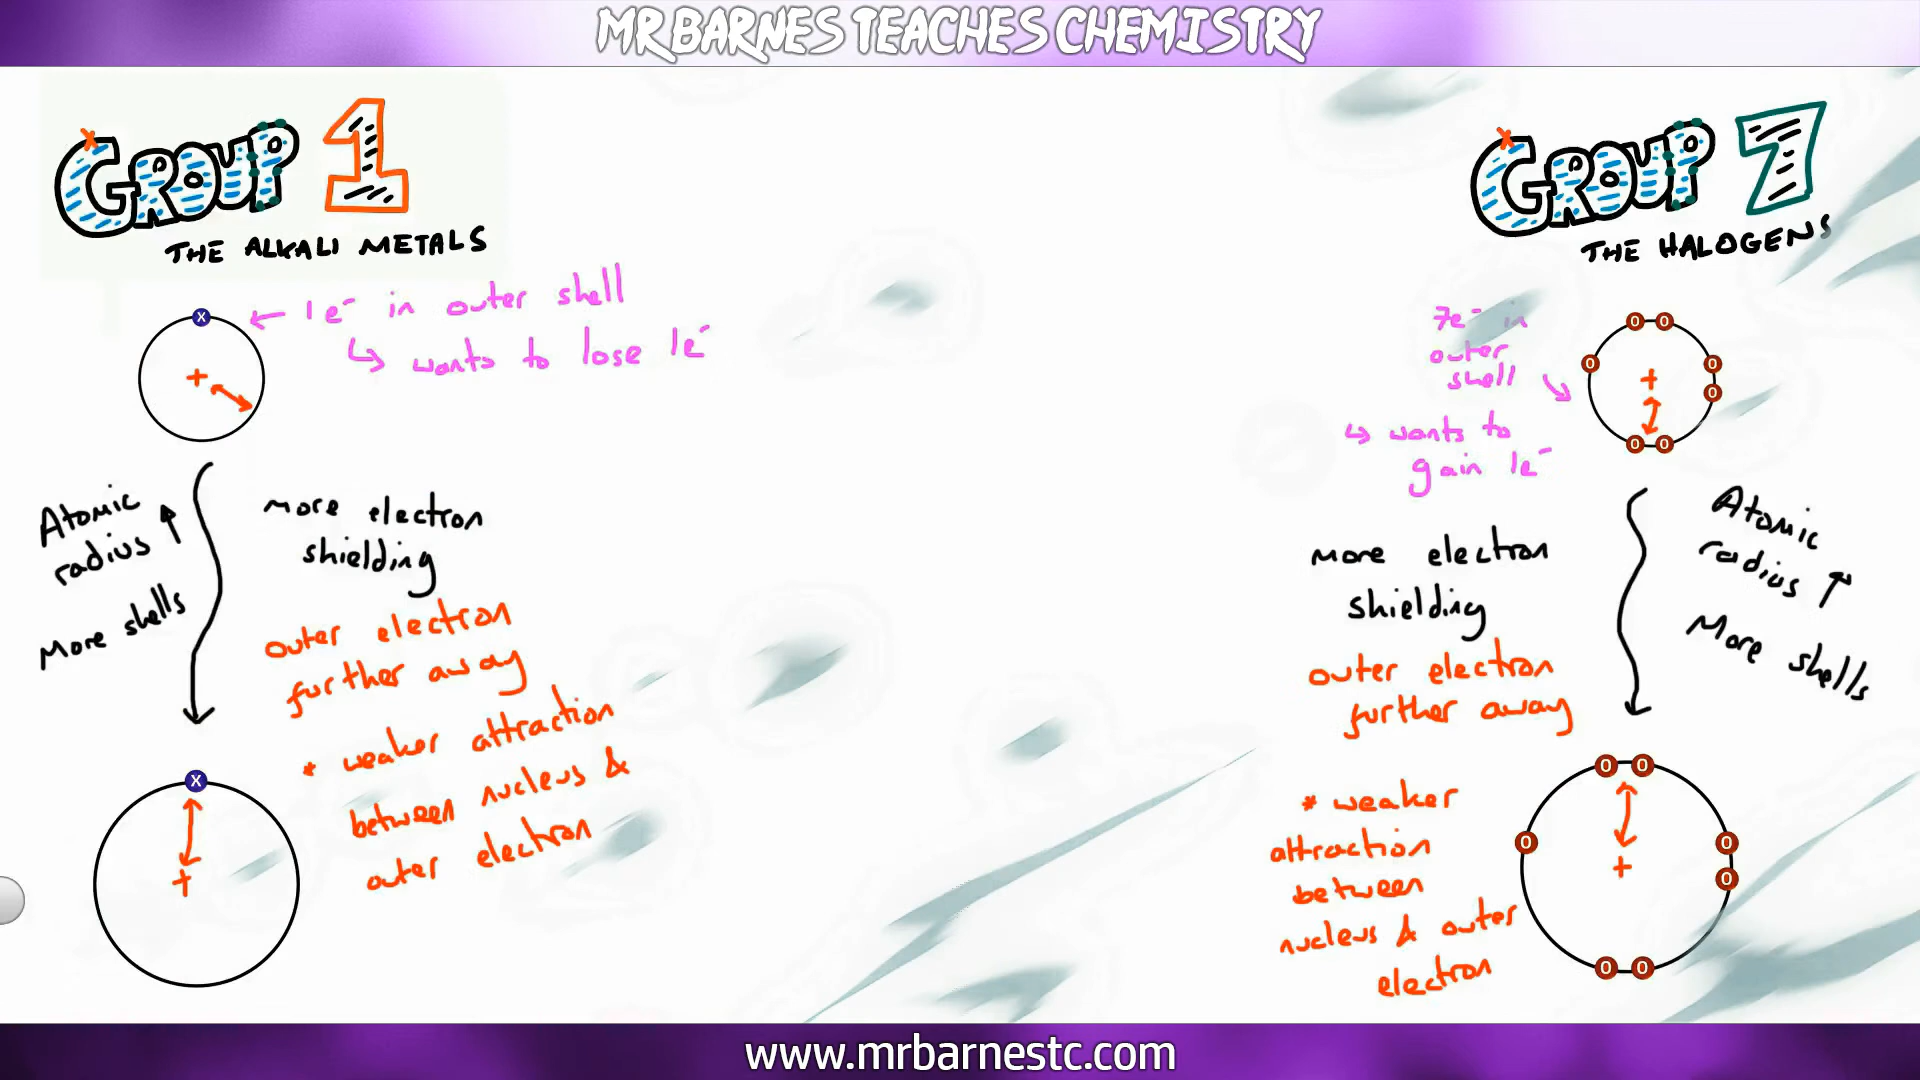 MR BARNES TEACHES CHEMISTRY
GROUP 1
THE ALKALI METALS
← 1e⁻ in outer shell
↳ wants to lose 1e⁻
x
+
Atomic
radius ↑
More shells
more electron
shielding
outer electron
further away
* weaker attraction
between nucleus &
outer electron
x
+
GROUP 7
THE HALOGENS
7e⁻ in
outer
shell
↳ wants to
gain 1e⁻
o o
o o
+
o
o o
more electron
shielding
outer electron
further away
Atomic
radius ↑
More shells
* weaker
attraction
between
nucleus & outer
electron
o o
o o
+
o
o o
www.mrbarnestc.com